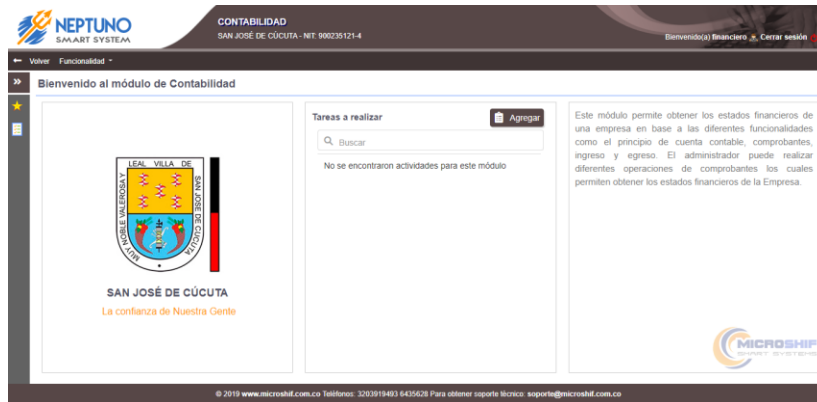 NEPTUNO
SMART SYSTEM
CONTABILIDAD
SAN JOSÉ DE CÚCUTA - NIT: 900235121-4
Bienvenido(a) financiero Cerrar sesión
Volver Funcionalidad
Bienvenido al módulo de Contabilidad
LEAL VILLA DE
SAN JOSE DE CUCUTA
MUY NOBLE VALEROSA Y
SAN JOSÉ DE CÚCUTA
La confianza de Nuestra Gente
Tareas a realizar
Agregar
Buscar
No se encontraron actividades para este módulo
Este módulo permite obtener los estados financieros de
una empresa en base a las diferentes funcionalidades
como el principio de cuenta contable, comprobantes,
ingreso y egreso. El administrador puede realizar
diferentes operaciones de comprobantes los cuales
permiten obtener los estados financieros de la Empresa.
MICROSHIF
SMART SYSTEMS
© 2019 www.microshif.com.co Teléfonos: 3203919493 6435628 Para obtener soporte técnico: soporte@microshif.com.co